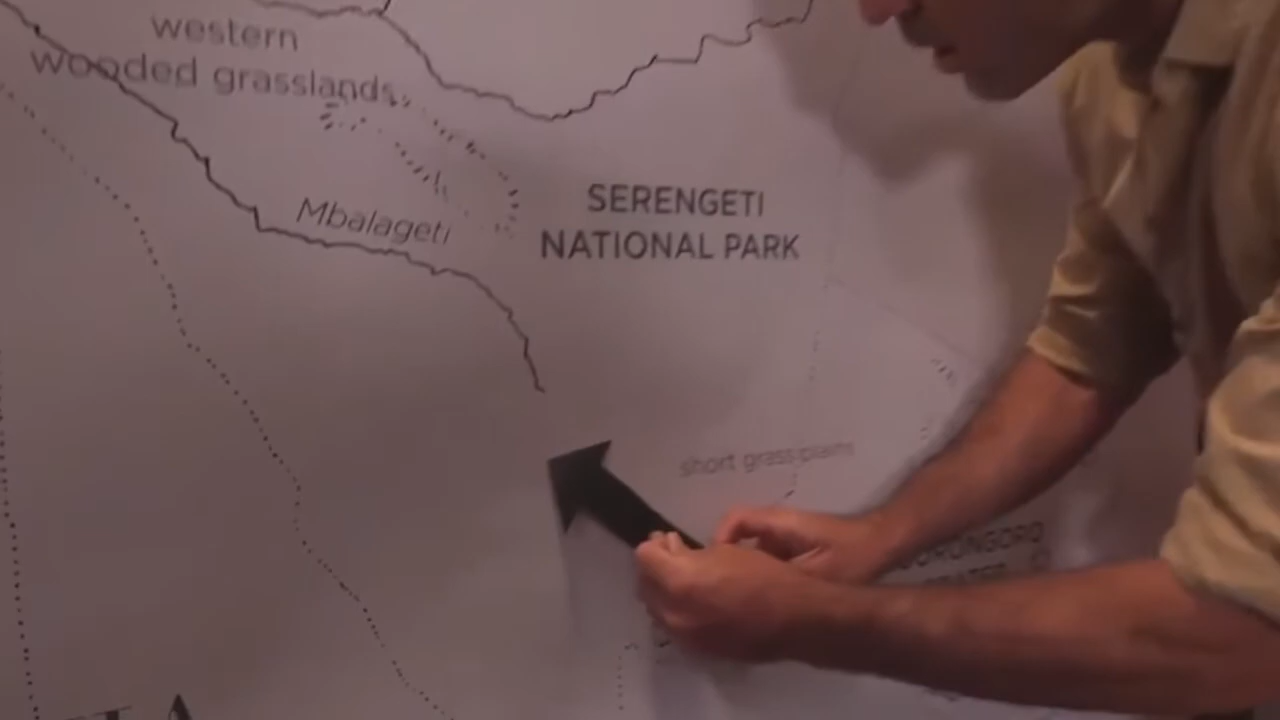 western
wooded grasslands
Mbalageti
SERENGETI
NATIONAL PARK
short grass plains